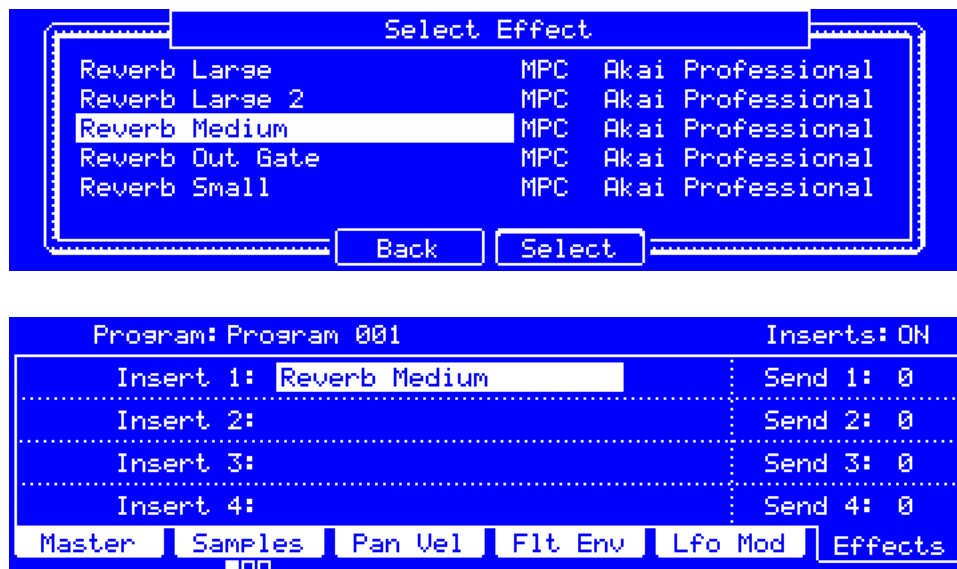 Select Effect
Reverb Large MPC Akai Professional
Reverb Large 2 MPC Akai Professional
Reverb Medium MPC Akai Professional
Reverb Out Gate MPC Akai Professional
Reverb Small MPC Akai Professional
Back Select
Program: Program 001 Inserts: ON
Insert 1: Reverb Medium Send 1: 0
Insert 2: Send 2: 0
Insert 3: Send 3: 0
Insert 4: Send 4: 0
Master Samples Pan Vel Flt Env Lfo Mod Effects